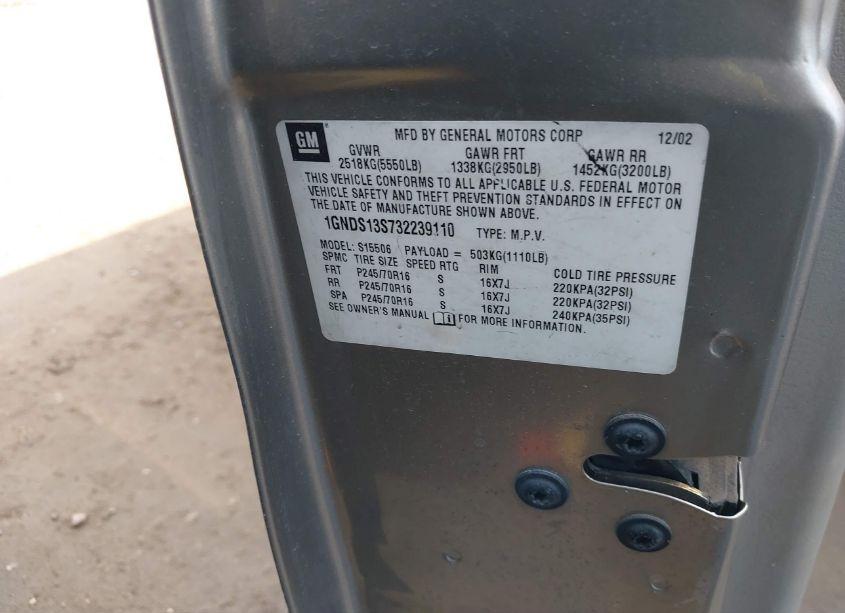 GM
MFD BY GENERAL MOTORS CORP 12/02
GVWR GAWR FRT GAWR RR
2518KG(5550LB) 1338KG(2950LB) 1452KG(3200LB)
THIS VEHICLE CONFORMS TO ALL APPLICABLE U.S. FEDERAL MOTOR
VEHICLE SAFETY AND THEFT PREVENTION STANDARDS IN EFFECT ON
THE DATE OF MANUFACTURE SHOWN ABOVE.
1GNDS13S732239110 TYPE: M.P.V.
MODEL: S15506 PAYLOAD = 503KG(1110LB)
SPMC TIRE SIZE SPEED RTG RIM COLD TIRE PRESSURE
FRT P245/70R16 S 16X7J 220KPA(32PSI)
RR P245/70R16 S 16X7J 220KPA(32PSI)
SPA P245/70R16 S 16X7J 240KPA(35PSI)
SEE OWNER'S MANUAL FOR MORE INFORMATION.